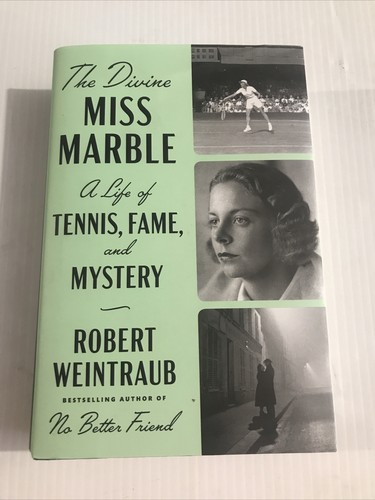 The Divine
MISS
MARBLE
A Life of
TENNIS, FAME,
and
MYSTERY
ROBERT
WEINTRAUB
BESTSELLING AUTHOR OF
No Better Friend